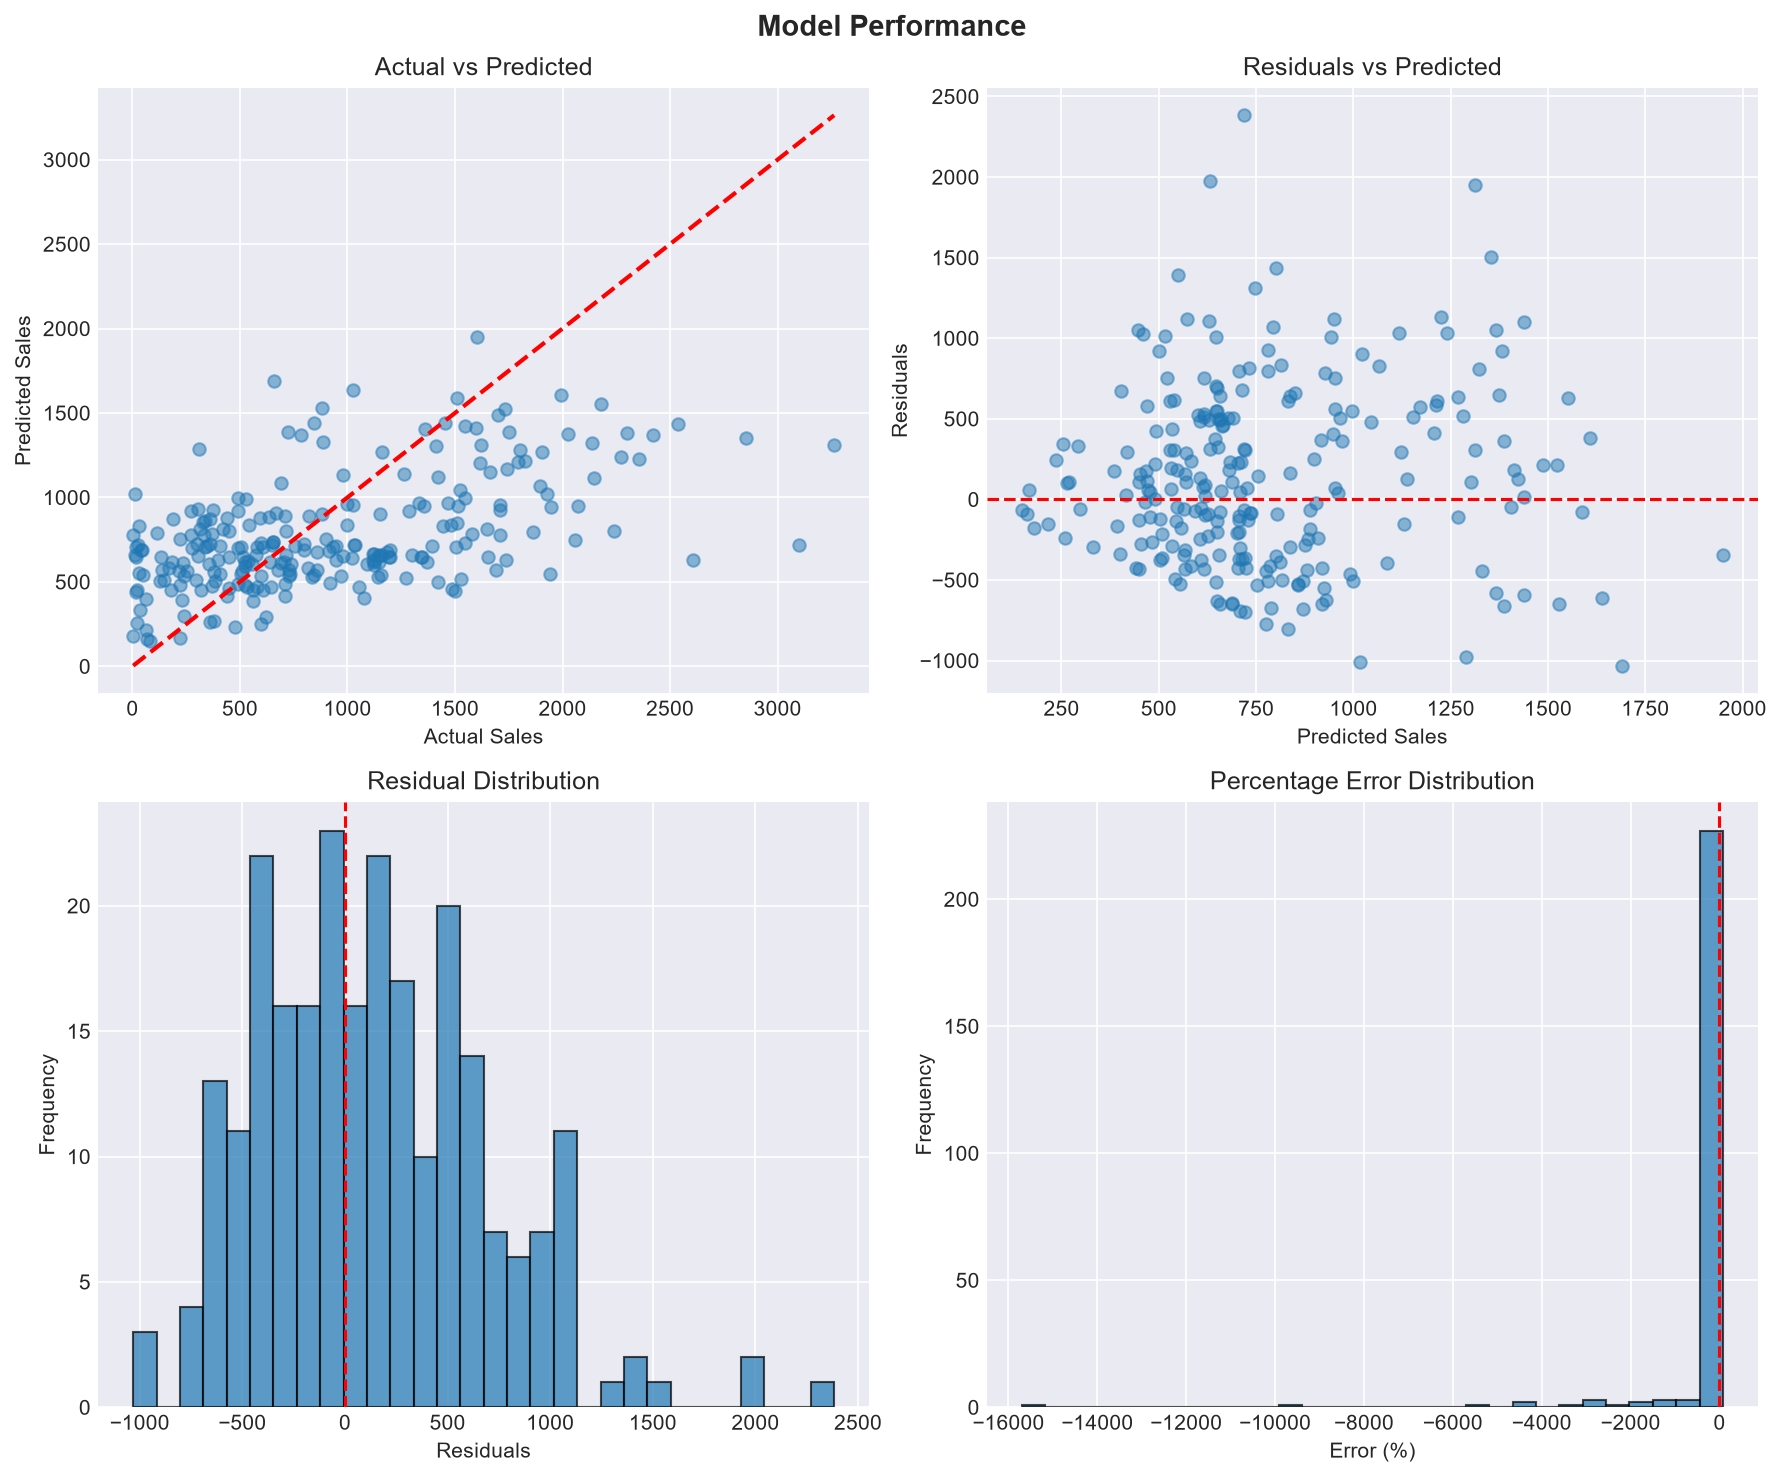 Model Performance
Actual vs Predicted
Predicted Sales
3000
2500
2000
1500
1000
500
0
0 500 1000 1500 2000 2500 3000
Actual Sales
Residuals vs Predicted
Residuals
2500
2000
1500
1000
500
0
−500
−1000
250 500 750 1000 1250 1500 1750 2000
Predicted Sales
Residual Distribution
Frequency
20
15
10
5
0
−1000 −500 0 500 1000 1500 2000 2500
Residuals
Percentage Error Distribution
Frequency
200
150
100
50
0
−16000 −14000 −12000 −10000 −8000 −6000 −4000 −2000 0
Error (%)